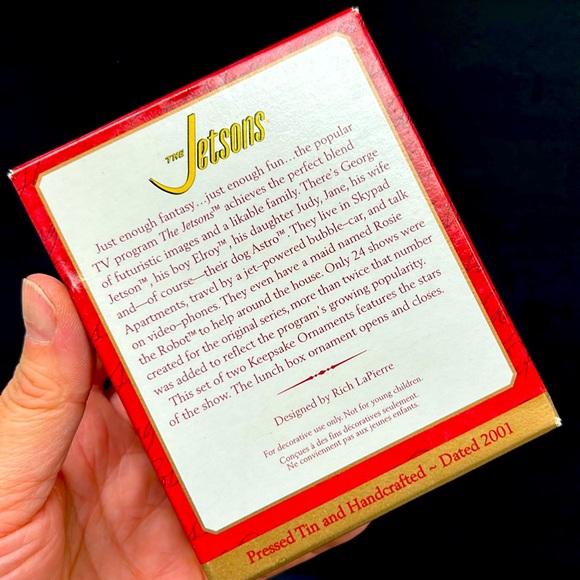 THE Jetsons™
Just enough fantasy...just enough fun...the popular
TV program The Jetsons™ achieves the perfect blend
of futuristic images and a likable family. There's George
Jetson™, his boy Elroy™, his daughter Judy, Jane, his wife
and—of course—their dog Astro™. They live in Skypad
Apartments, travel by a jet-powered bubble-car, and talk
on video-phones. They even have a maid named Rosie
the Robot™ to help around the house. Only 24 shows were
created for the original series, more than twice that number
was added to reflect the program's growing popularity.
This set of two Keepsake Ornaments features the stars
of the show. The lunch box ornament opens and closes.
Designed by Rich LaPierre
For decorative use only. Not for young children.
Conçues à des fins décoratives seulement.
Ne conviennent pas aux jeunes enfants.
Pressed Tin and Handcrafted ~ Dated 2001